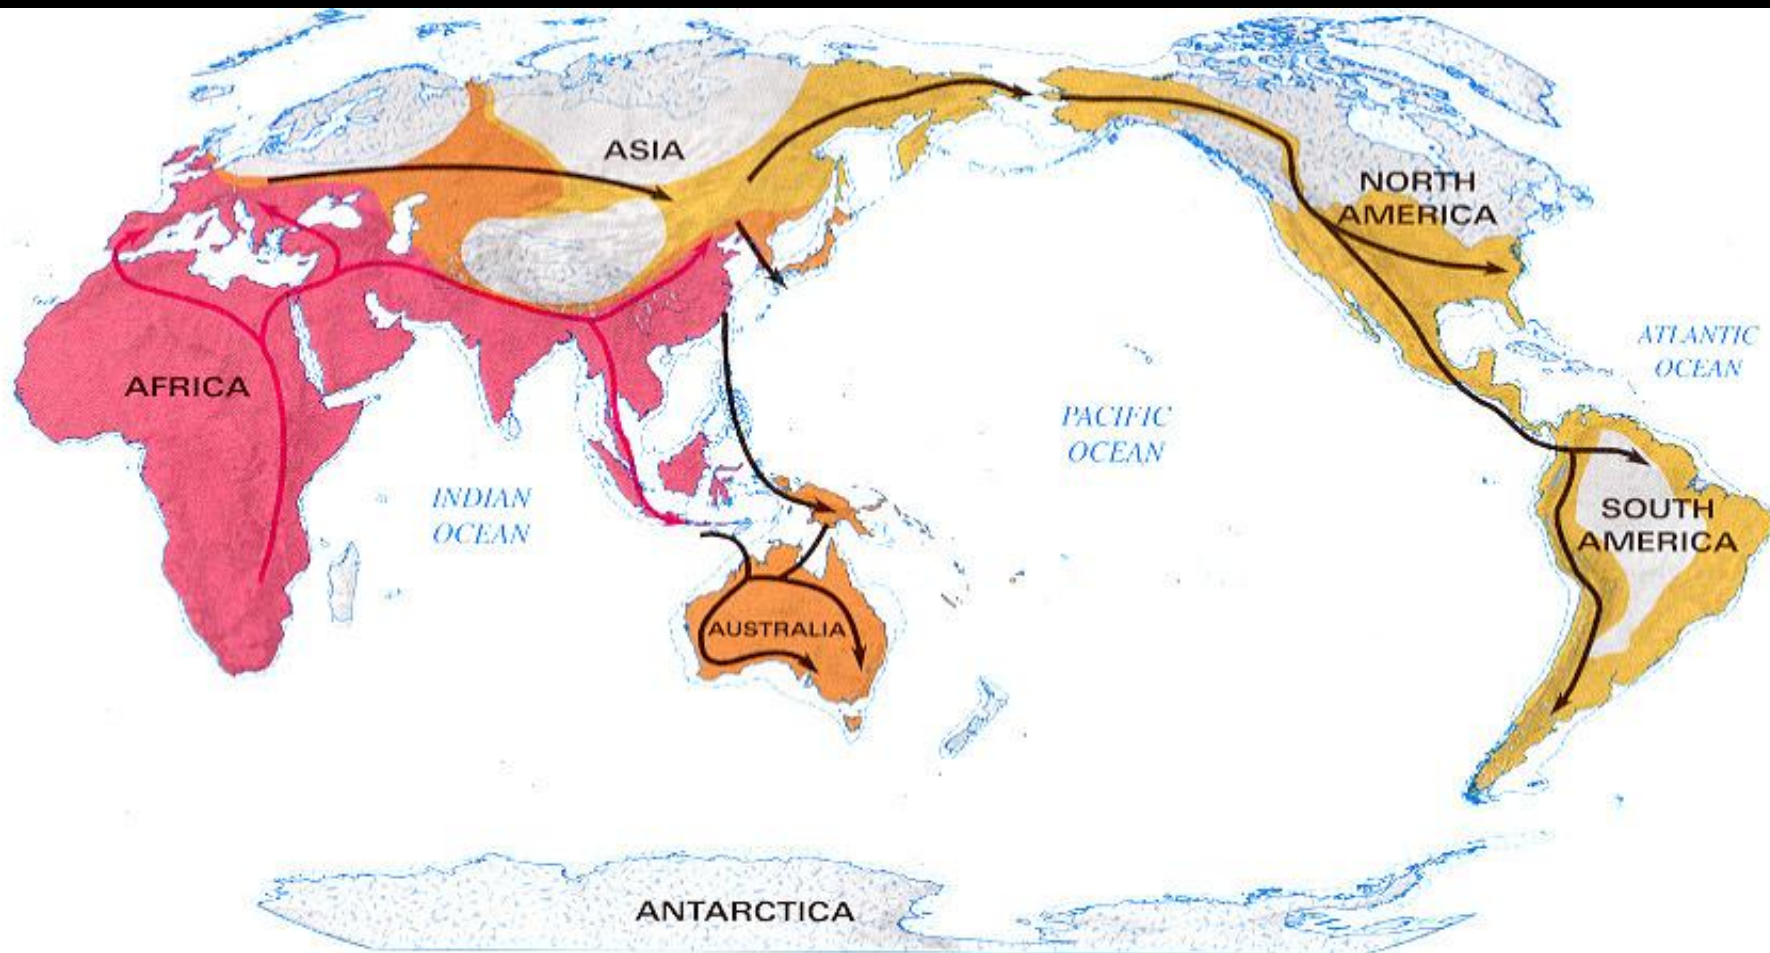 ASIA
NORTH
AMERICA
AFRICA
ATLANTIC
OCEAN
PACIFIC
OCEAN
INDIAN
OCEAN
SOUTH
AMERICA
AUSTRALIA
ANTARCTICA